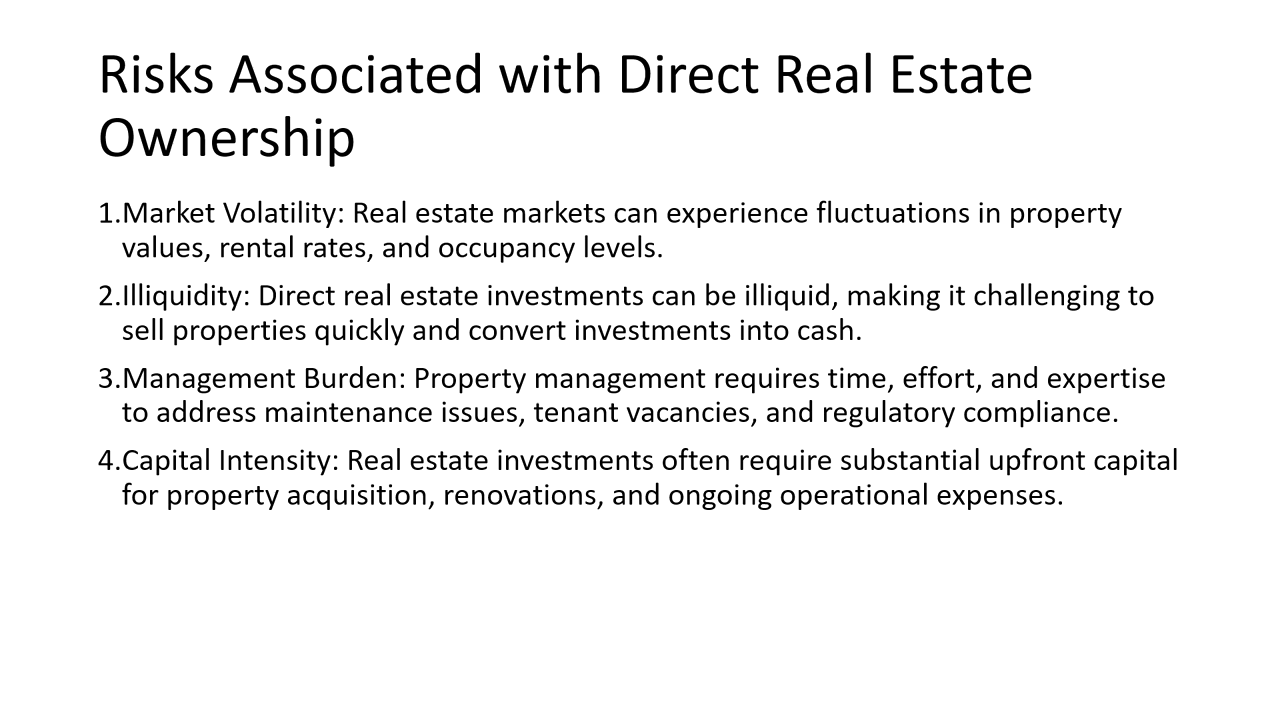 Risks Associated with Direct Real Estate
Ownership
1.Market Volatility: Real estate markets can experience fluctuations in property
values, rental rates, and occupancy levels.
2.Illiquidity: Direct real estate investments can be illiquid, making it challenging to
sell properties quickly and convert investments into cash.
3.Management Burden: Property management requires time, effort, and expertise
to address maintenance issues, tenant vacancies, and regulatory compliance.
4.Capital Intensity: Real estate investments often require substantial upfront capital
for property acquisition, renovations, and ongoing operational expenses.